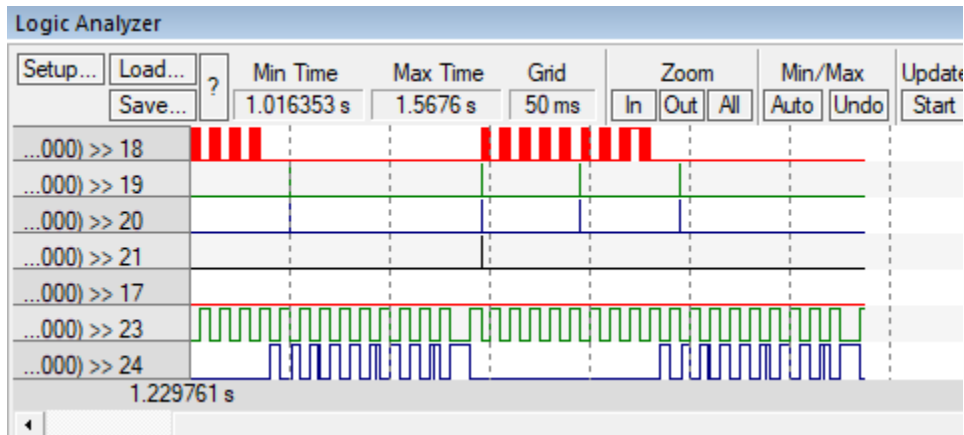 Logic Analyzer
Setup... Load... ? Min Time Max Time Grid Zoom Min/Max Update
Save... 1.016353 s 1.5676 s 50 ms In Out All Auto Undo Start
...000) >> 18
...000) >> 19
...000) >> 20
...000) >> 21
...000) >> 17
...000) >> 23
...000) >> 24
1.229761 s